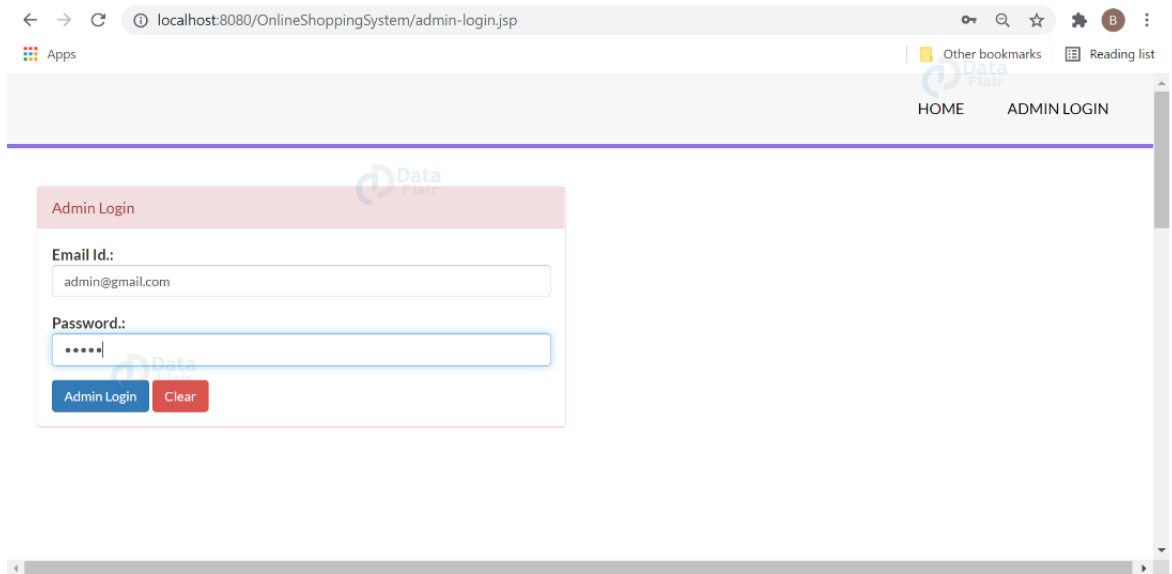 localhost:8080/OnlineShoppingSystem/admin-login.jsp
B
Apps
Other bookmarks
Reading list
Data
Flair
HOME
ADMIN LOGIN
Data
Flair
Admin Login
Email Id.:
admin@gmail.com
Password.:
•••••
Data
Flair
Admin Login
Clear